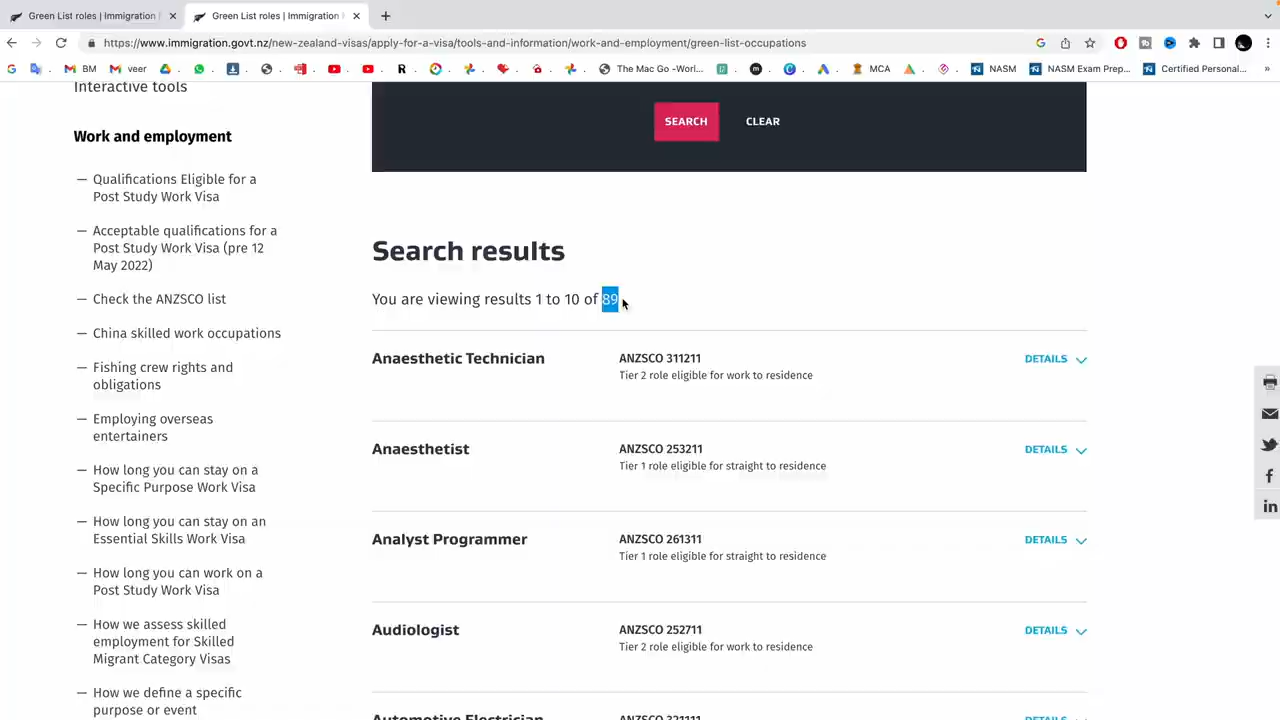 Green List roles | Immigration
Green List roles | Immigration
https://www.immigration.govt.nz/new-zealand-visas/apply-for-a-visa/tools-and-information/work-and-employment/green-list-occupations
BM
veer
The Mac Go -Worl...
MCA
NASM
NASM Exam Prep...
Certified Personal...
Interactive tools
Work and employment
— Qualifications Eligible for a
Post Study Work Visa
— Acceptable qualifications for a
Post Study Work Visa (pre 12
May 2022)
— Check the ANZSCO list
— China skilled work occupations
— Fishing crew rights and
obligations
— Employing overseas
entertainers
— How long you can stay on a
Specific Purpose Work Visa
— How long you can stay on an
Essential Skills Work Visa
— How long you can work on a
Post Study Work Visa
— How we assess skilled
employment for Skilled
Migrant Category Visas
— How we define a specific
purpose or event
SEARCH CLEAR
Search results
You are viewing results 1 to 10 of 89
Anaesthetic Technician
ANZSCO 311211
Tier 2 role eligible for work to residence
DETAILS
Anaesthetist
ANZSCO 253211
Tier 1 role eligible for straight to residence
DETAILS
Analyst Programmer
ANZSCO 261311
Tier 1 role eligible for straight to residence
DETAILS
Audiologist
ANZSCO 252711
Tier 2 role eligible for work to residence
DETAILS
Automotive Electrician
ANZSCO 321111
DETAILS